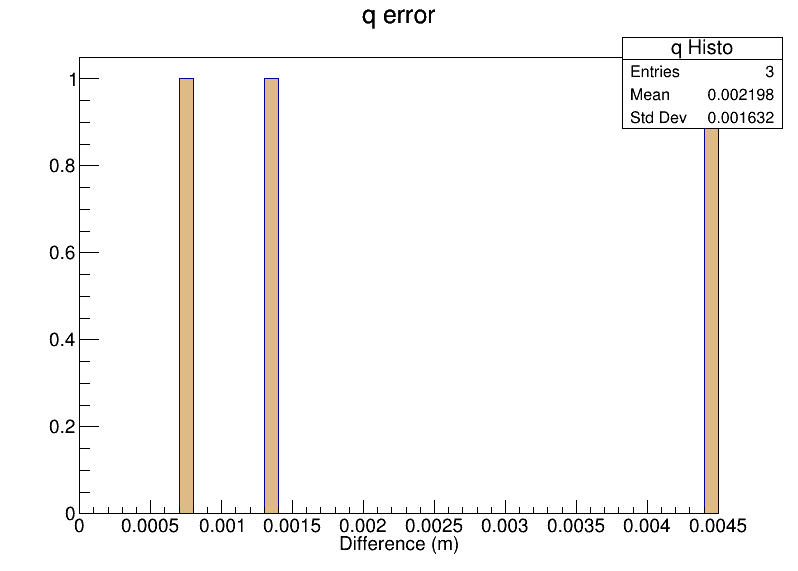 q error
q Histo
Entries 3
Mean 0.002198
Std Dev 0.001632
1
0.8
0.6
0.4
0.2
0
0 0.0005 0.001 0.0015 0.002 0.0025 0.003 0.0035 0.004 0.0045
Difference (m)